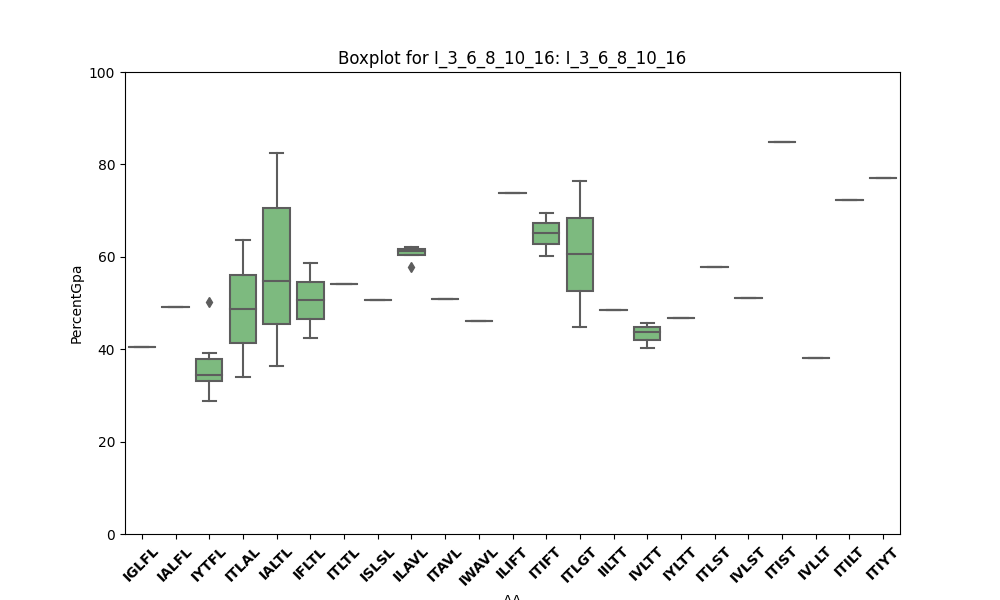 Boxplot for I_3_6_8_10_16: I_3_6_8_10_16
PercentGpa
100
80
60
40
20
0
IGLFL
IALFL
IYTFL
ITLAL
IALTL
IFLTL
ITLTL
ISLSL
ILAVL
ITAVL
IWAVL
ILIFT
ITIFT
ITLGT
IILTT
IVLTT
IYLTT
ITLST
IVLST
ITIST
IVLLT
ITILT
ITIYT
AA